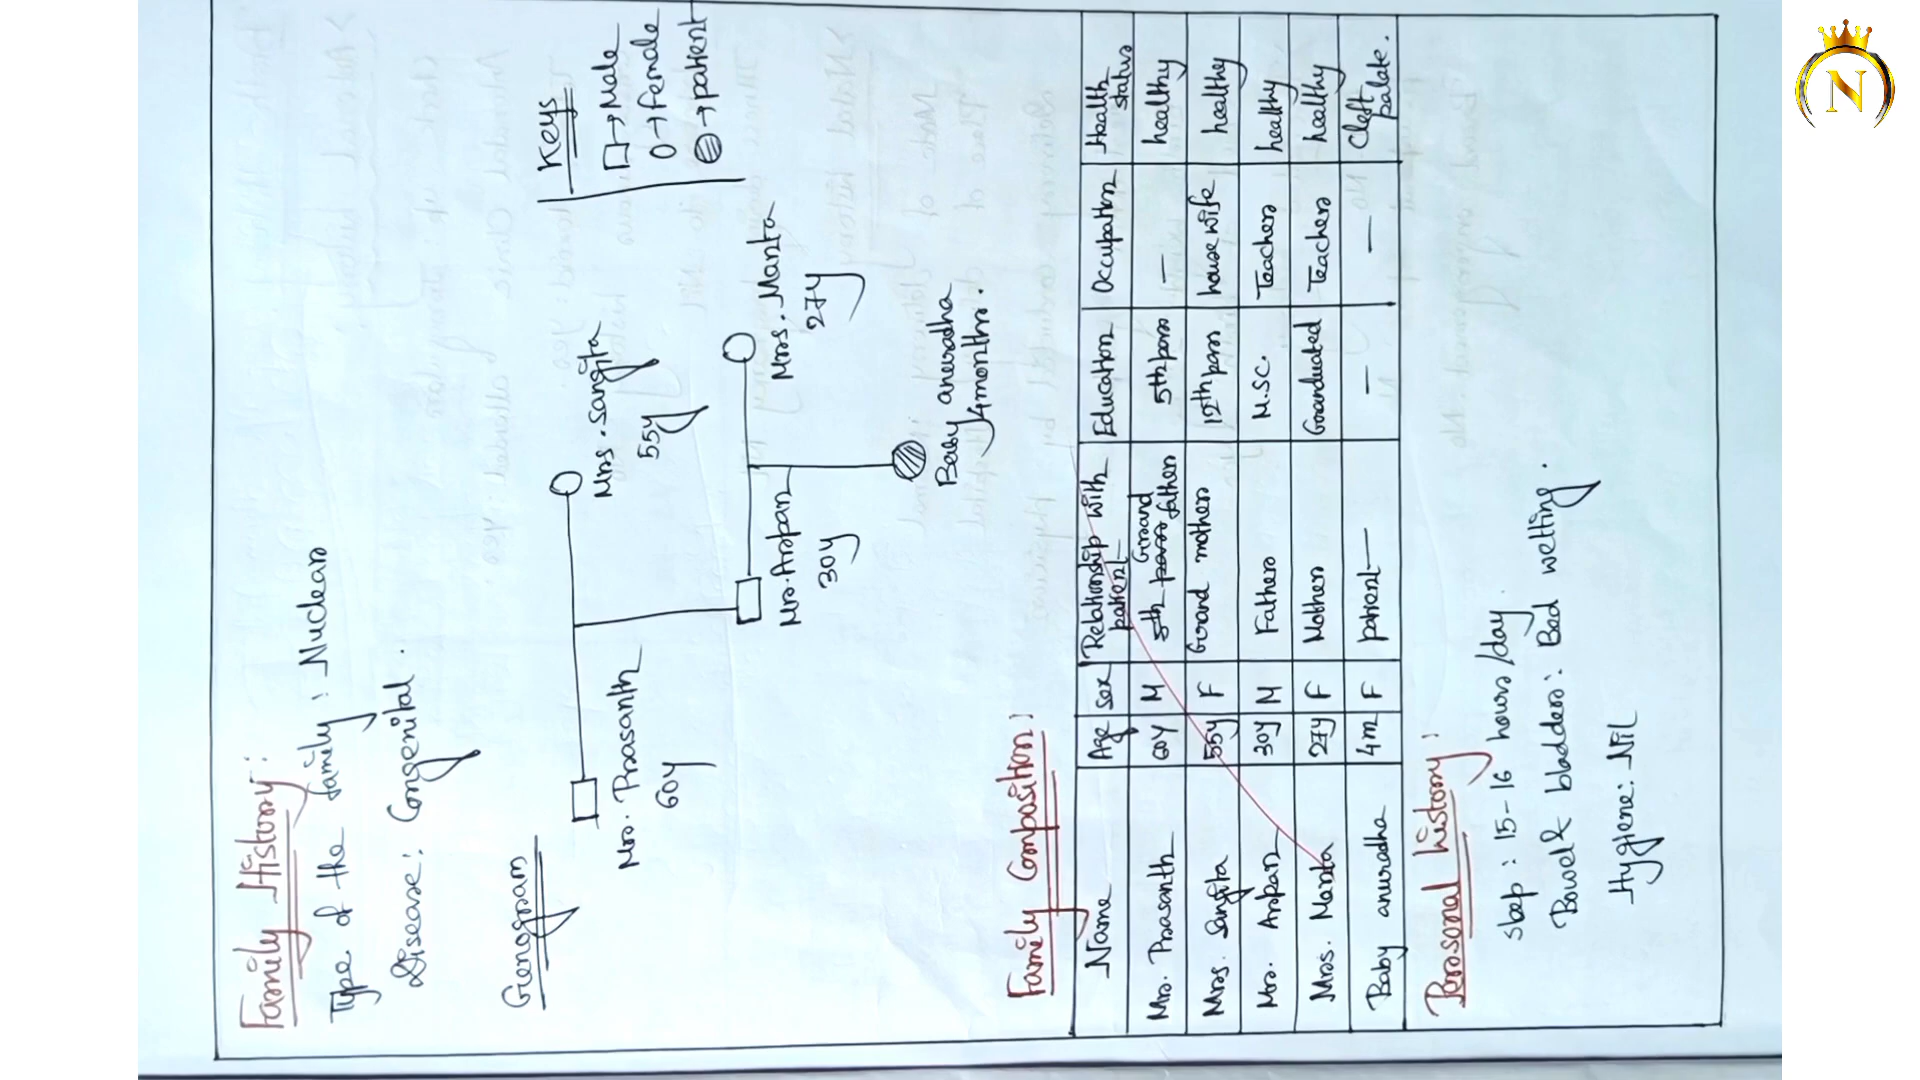 Family History:
Type of the family: Nuclear
Disease: Congenital.
Genogram
Keys
□→Male
○→female
→patient
Mr. Prasanth
60y
Mrs. Sangita
55y
Mr. Arpan
30y
Mrs. Manta
27y
Baby anuradha
4months.
Family Composition:
Name Age Sex Relationship with patient Education Occupation Health status
Mr. Prasanth 60y M 5th pass Grand father 5th pass — healthy
Mrs. Sangita 55y F Grand mother 12th pass house wife healthy
Mr. Arpan 30y M Father M.SC. Teacher healthy
Mrs. Manta 27y F Mother Granduated Teacher healthy
Baby anuradha 4m F patient — — — Cleft palate.
Personal history:
sleep: 15-16 hours/day
Bowel & bladder: Bad wetting.
Hygiene: Nil
N